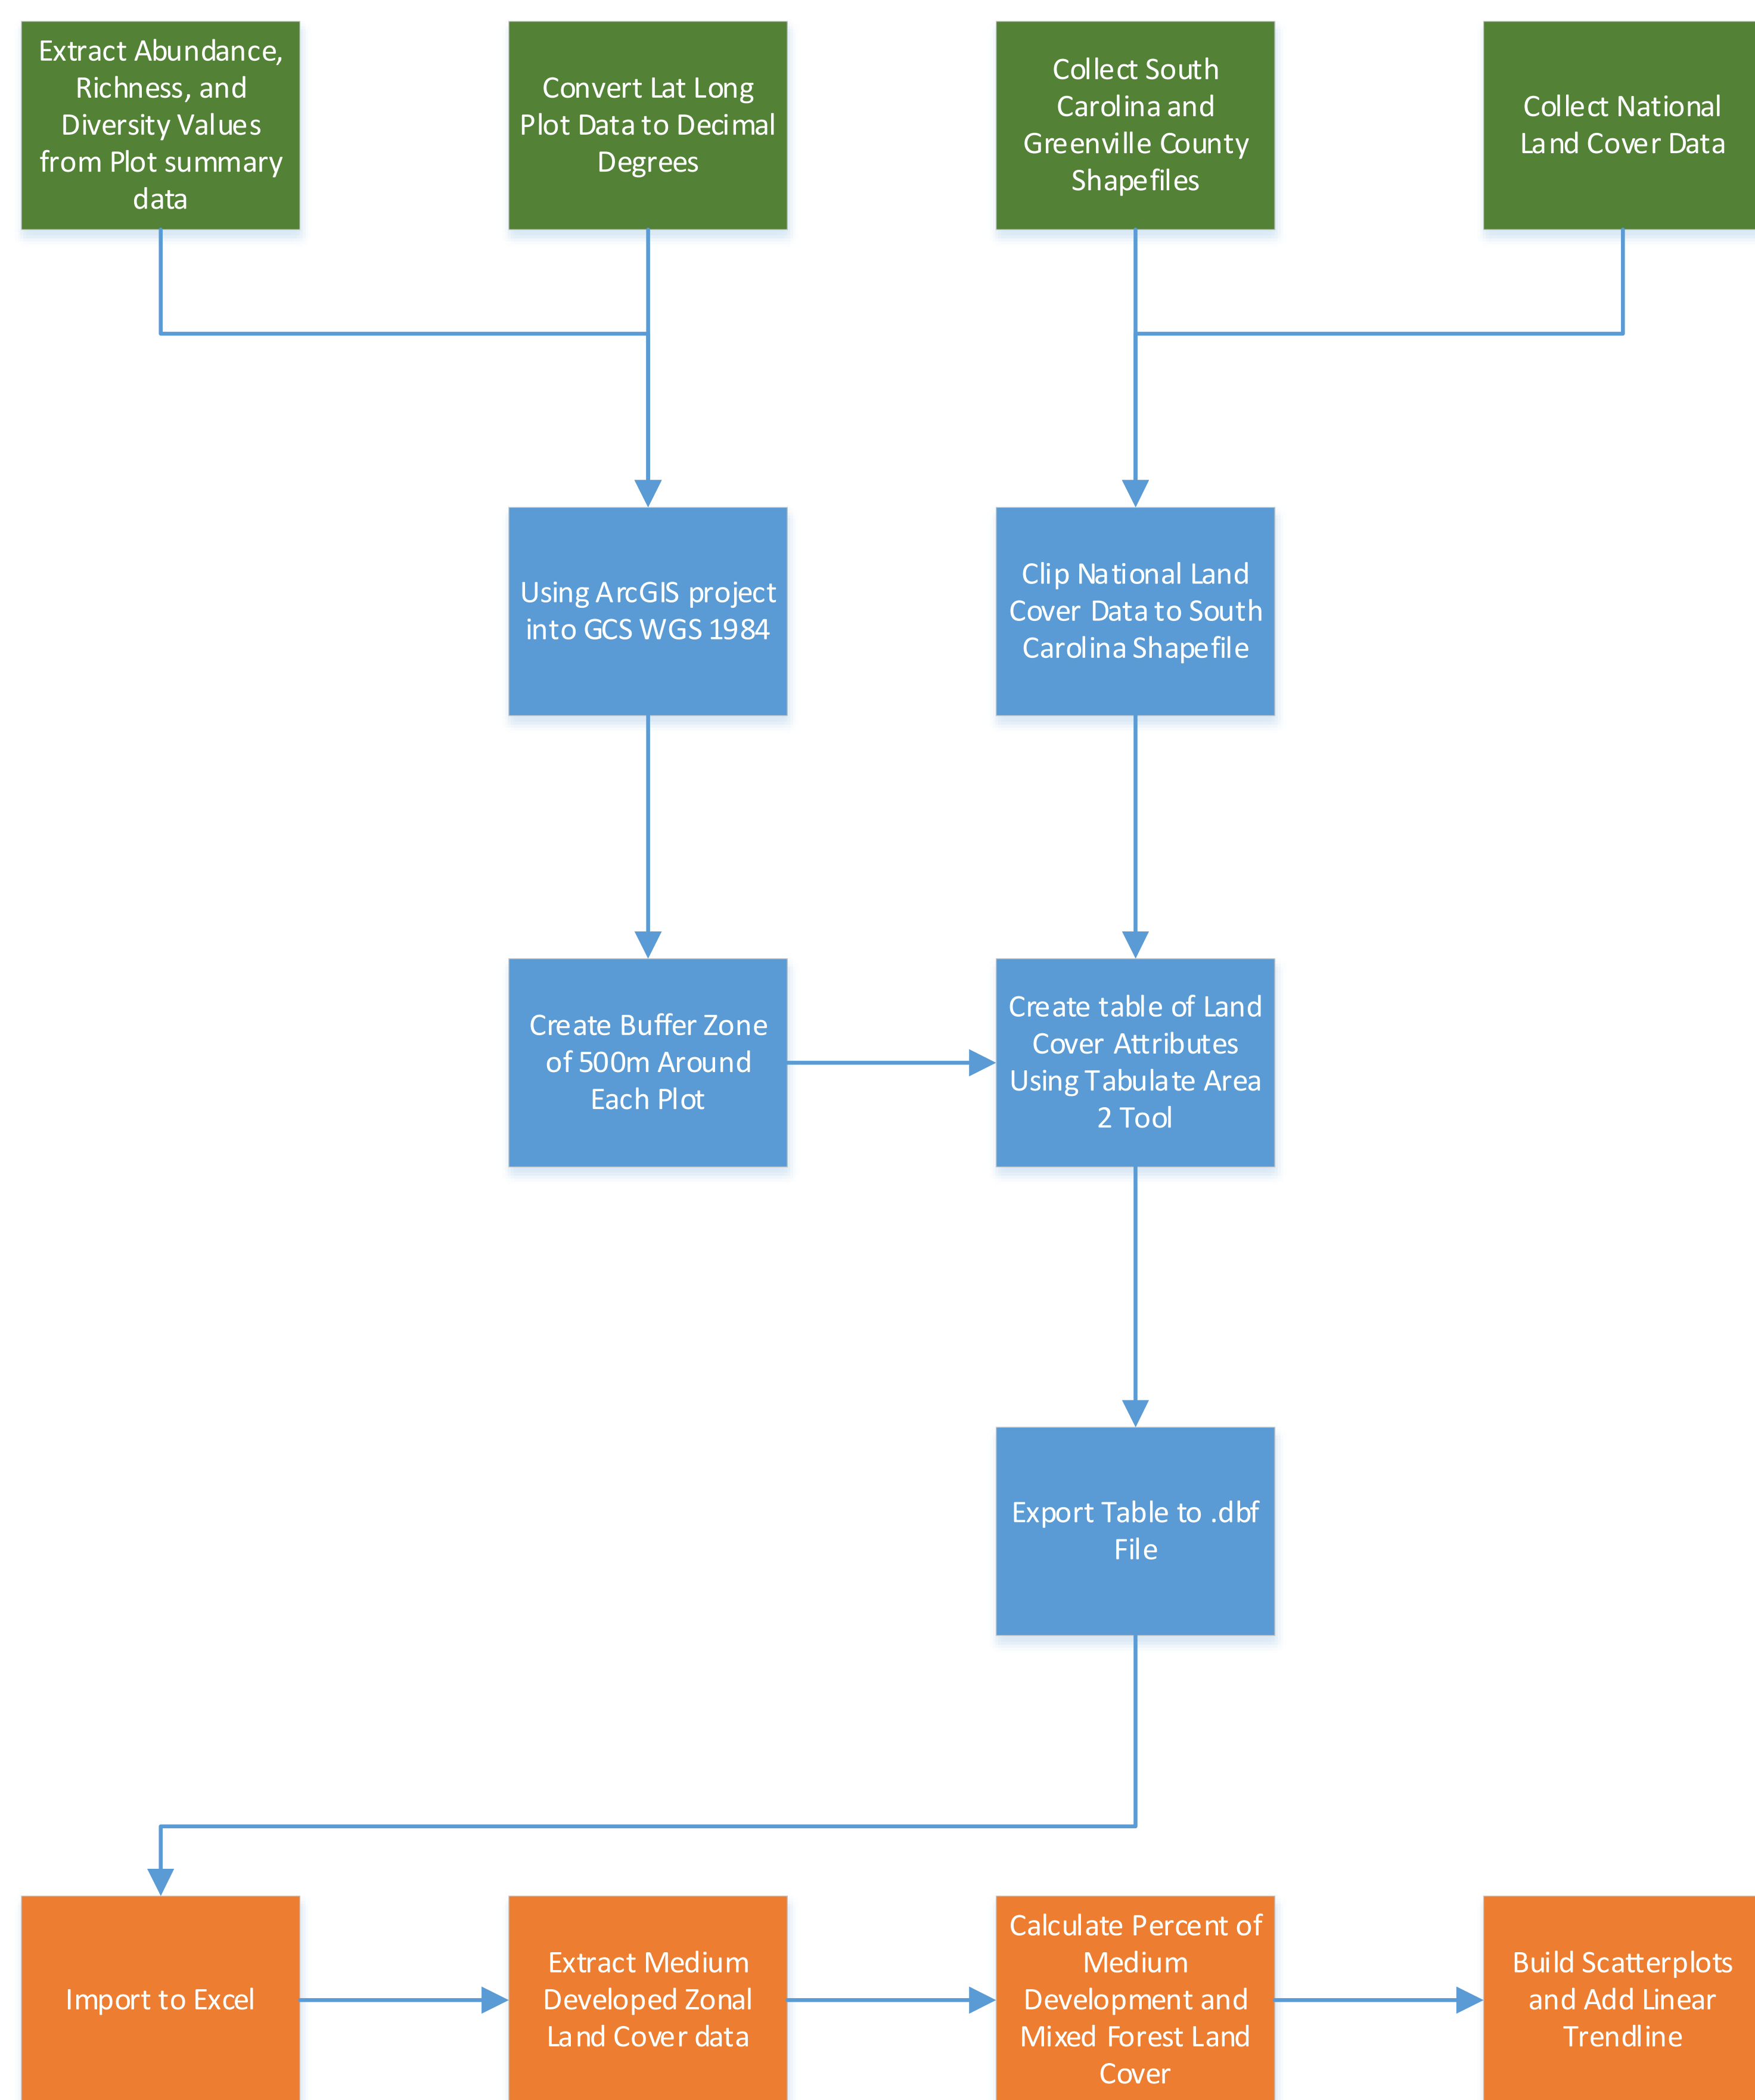 Extract Abundance,
Richness, and
Diversity Values
from Plot summary
data
Convert Lat Long
Plot Data to Decimal
Degrees
Collect South
Carolina and
Greenville County
Shapefiles
Collect National
Land Cover Data
Using ArcGIS project
into GCS WGS 1984
Clip National Land
Cover Data to South
Carolina Shapefile
Create Buffer Zone
of 500m Around
Each Plot
Create table of Land
Cover Attributes
Using Tabulate Area
2 Tool
Export Table to .dbf
File
Import to Excel
Extract Medium
Developed Zonal
Land Cover data
Calculate Percent of
Medium
Development and
Mixed Forest Land
Cover
Build Scatterplots
and Add Linear
Trendline